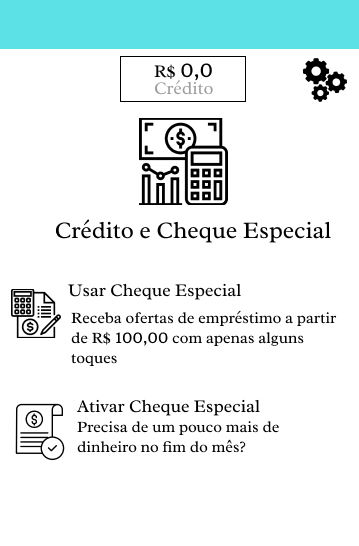 R$ 0,0
Crédito
$
Crédito e Cheque Especial
Usar Cheque Especial
$
Receba ofertas de empréstimo a partir
de R$ 100,00 com apenas alguns
toques
Ativar Cheque Especial
$
Precisa de um pouco mais de
dinheiro no fim do mês?